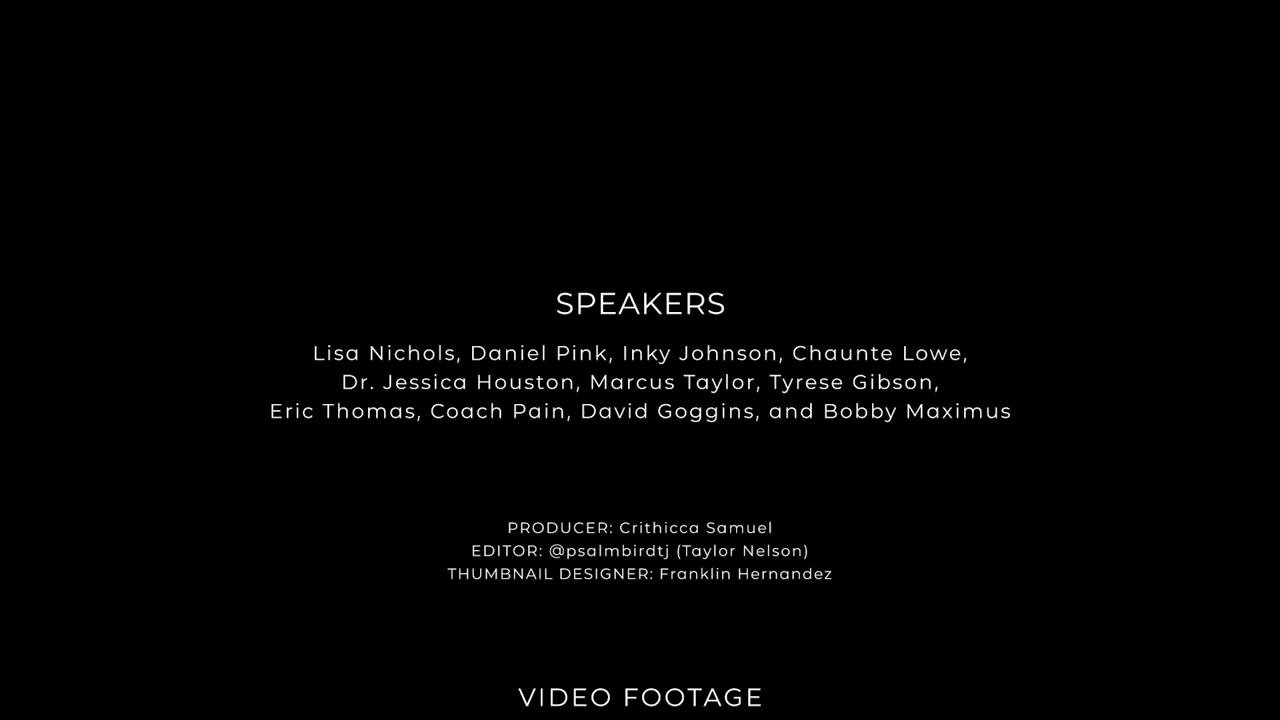 SPEAKERS
Lisa Nichols, Daniel Pink, Inky Johnson, Chaunte Lowe,
Dr. Jessica Houston, Marcus Taylor, Tyrese Gibson,
Eric Thomas, Coach Pain, David Goggins, and Bobby Maximus
PRODUCER: Crithicca Samuel
EDITOR: @psalmbirdtj (Taylor Nelson)
THUMBNAIL DESIGNER: Franklin Hernandez
VIDEO FOOTAGE